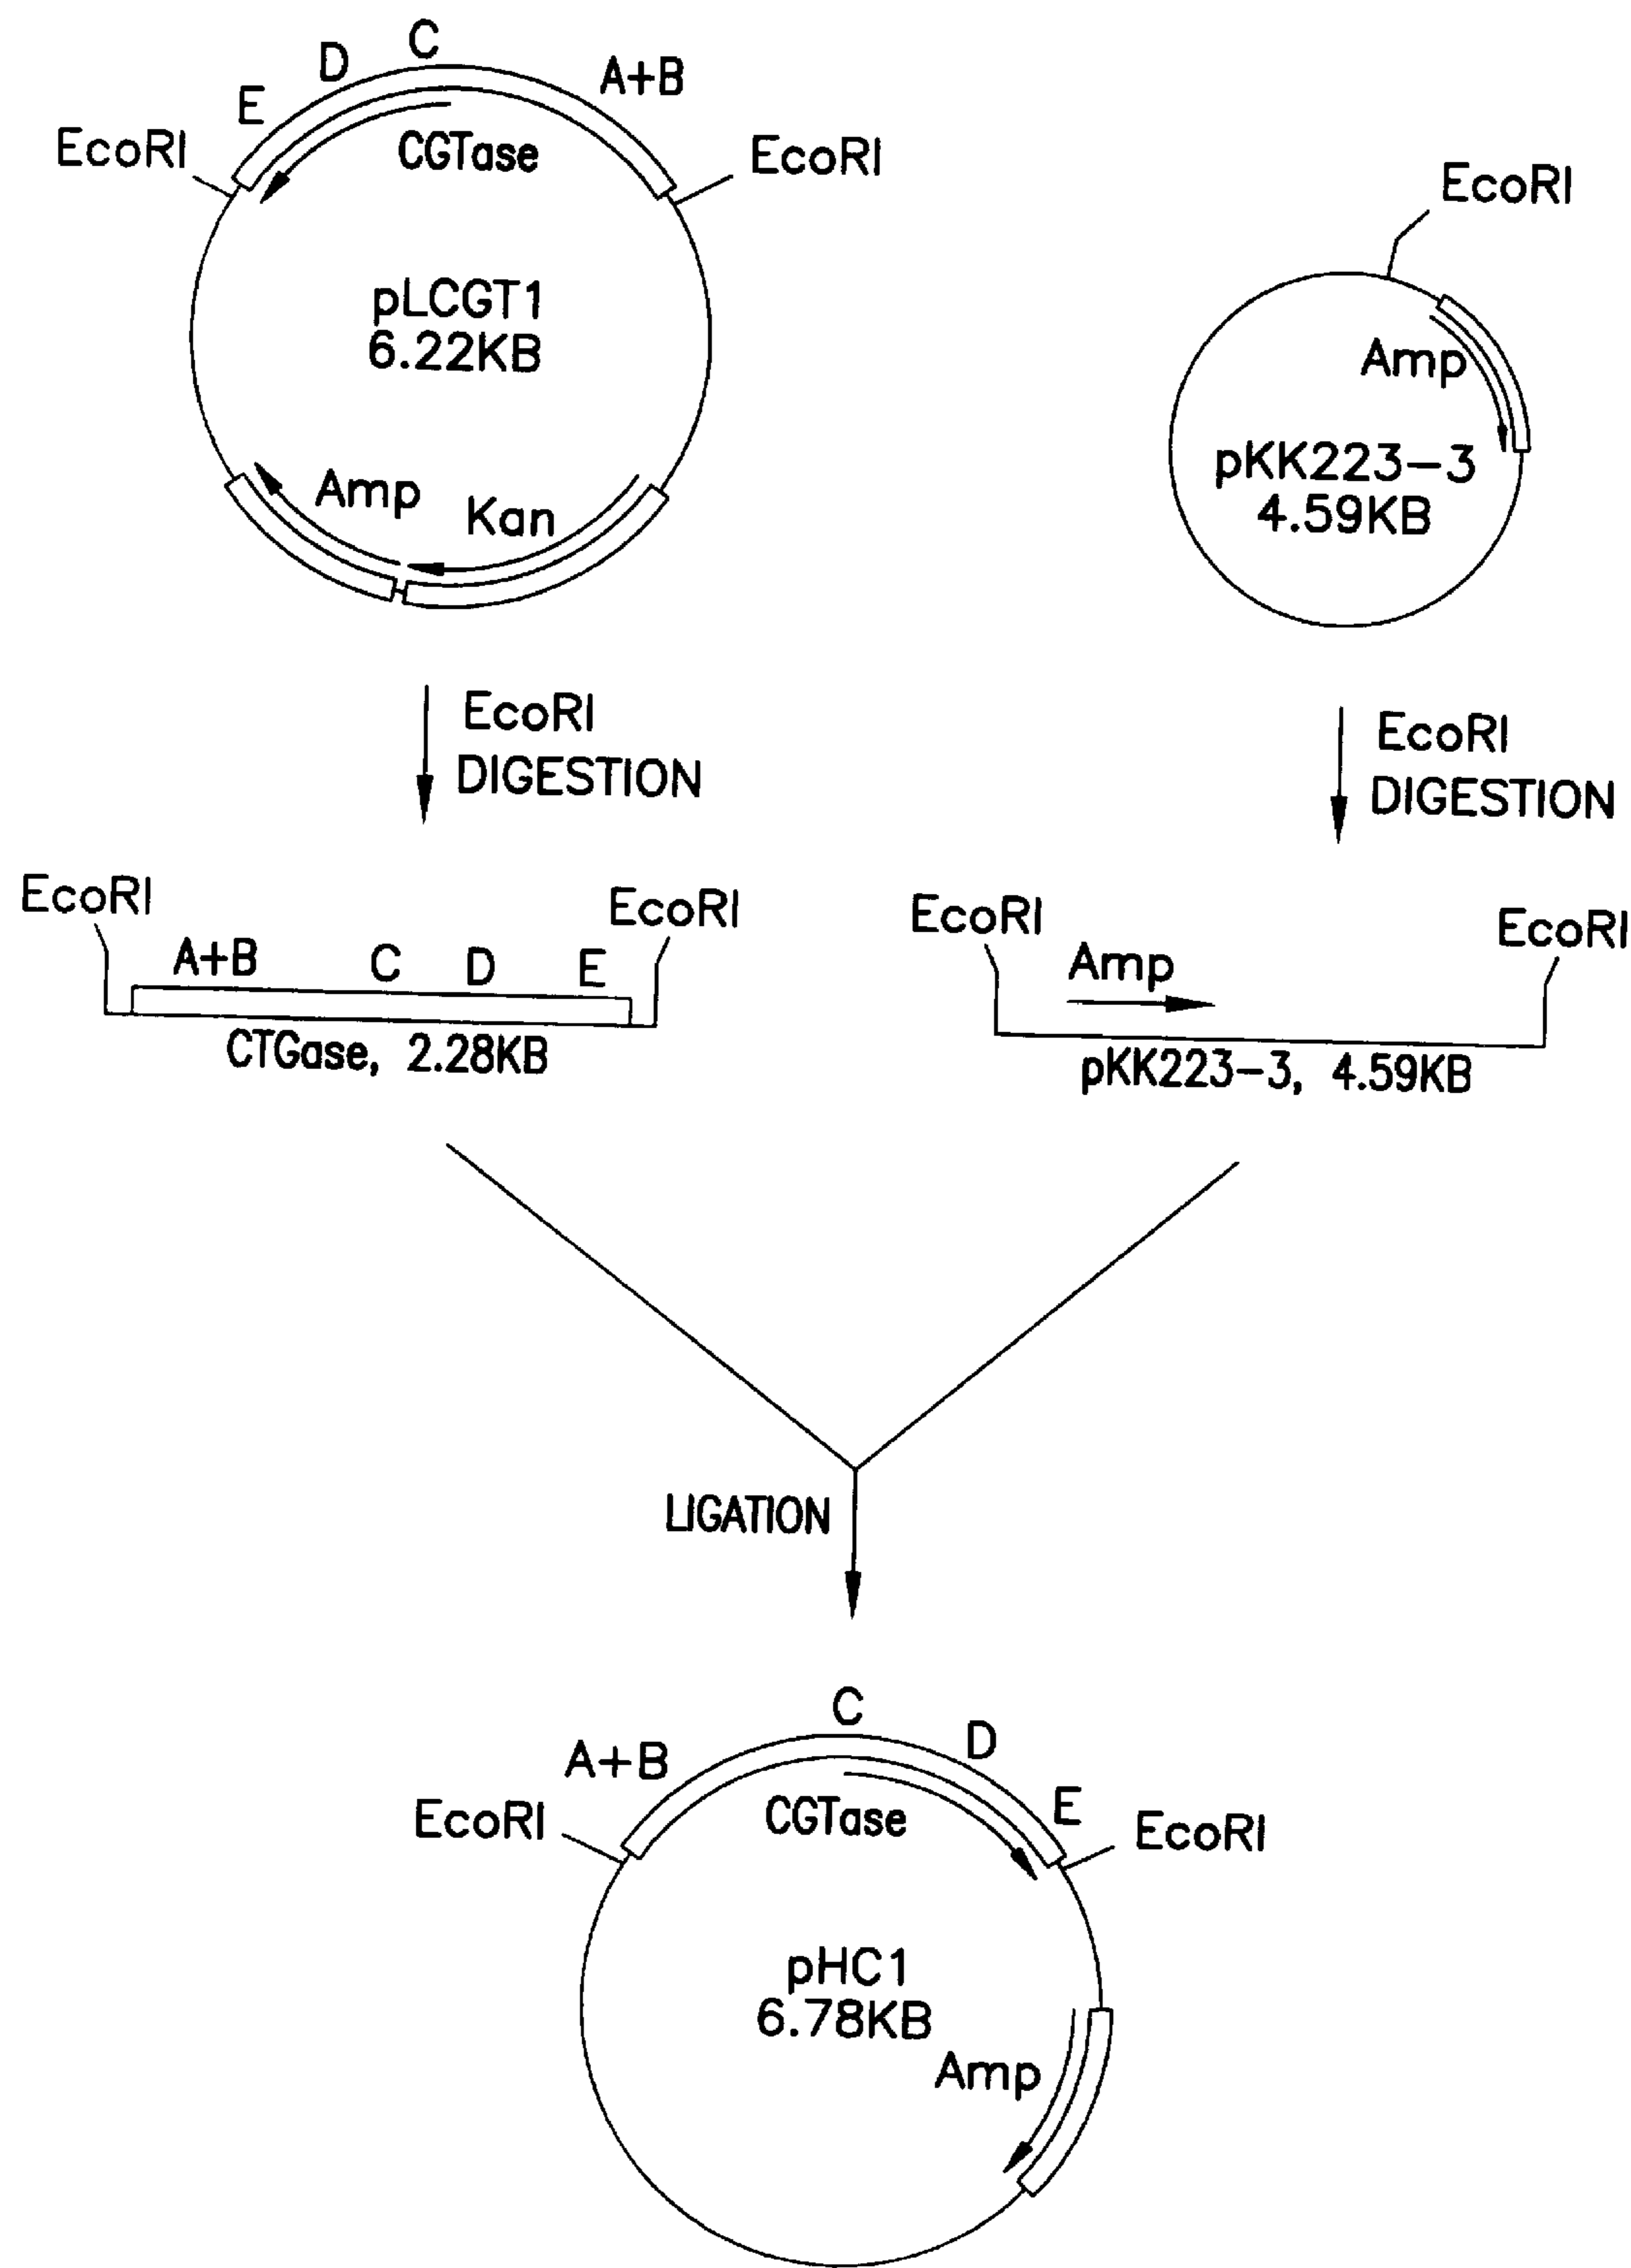 C
D
A+B
E
EcoRI
CGTase
EcoRI
pLCGT1
6.22KB
Amp
Kan
EcoRI
Amp
pKK223-3
4.59KB
EcoRI
DIGESTION
EcoRI
DIGESTION
EcoRI
EcoRI
A+B
C
D
E
CTGase, 2.28KB
EcoRI
EcoRI
Amp
pKK223-3, 4.59KB
LIGATION
C
D
A+B
E
EcoRI
CGTase
EcoRI
pHC1
6.78KB
Amp